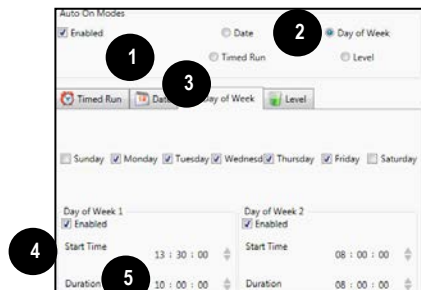 Auto On Modes
Enabled
Date
2
Day of Week
1
Timed Run
Level
3
Timed Run
Date
Day of Week
Level
Sunday Monday Tuesday Wednesd Thursday Friday Saturday
Day of Week 1
Day of Week 2
Enabled
Enabled
4
Start Time
13 : 30 : 00
Start Time
08 : 00 : 00
Duration
5
10 : 00 : 00
Duration
08 : 00 : 00